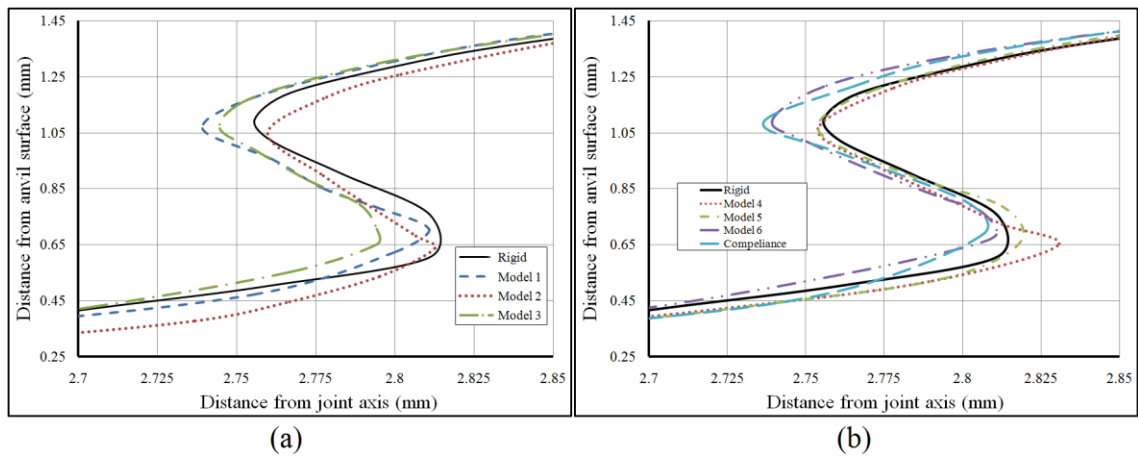 1.45
1.25
1.05
0.85
0.65
0.45
0.25
Distance from anvil surface (mm)
2.7
2.725
2.75
2.775
2.8
2.825
2.85
Distance from joint axis (mm)
Rigid
Model 1
Model 2
Model 3
(a)
1.45
1.25
1.05
0.85
0.65
0.45
0.25
Distance from anvil surface (mm)
2.7
2.725
2.75
2.775
2.8
2.825
2.85
Distance from joint axis (mm)
Rigid
Model 4
Model 5
Model 6
Compeliance
(b)